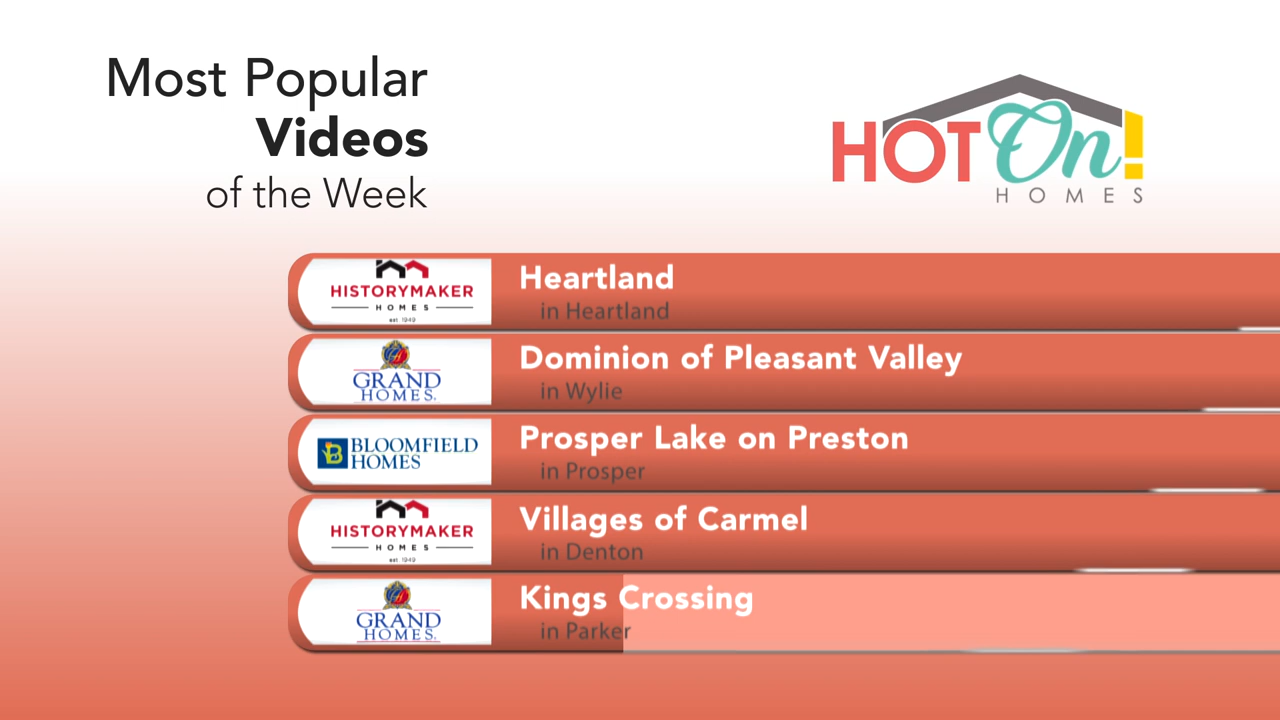 Most Popular
Videos
of the Week
HOT On!
HOMES
HISTORYMAKER
HOMES
est 1949
Heartland
in Heartland
GRAND
HOMES.
Dominion of Pleasant Valley
in Wylie
BLOOMFIELD
HOMES
Prosper Lake on Preston
in Prosper
HISTORYMAKER
HOMES
est 1949
Villages of Carmel
in Denton
GRAND
HOMES.
Kings Crossing
in Parker